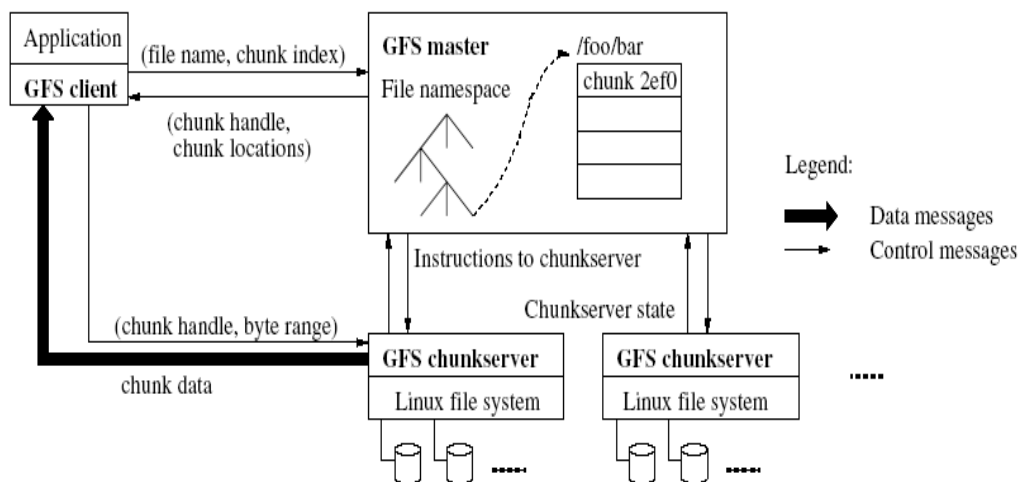 Application
GFS client
(file name, chunk index)
(chunk handle,
chunk locations)
GFS master
File namespace
/foo/bar
chunk 2ef0
Legend:
Data messages
Control messages
Instructions to chunkserver
Chunkserver state
(chunk handle, byte range)
chunk data
GFS chunkserver
Linux file system
GFS chunkserver
Linux file system